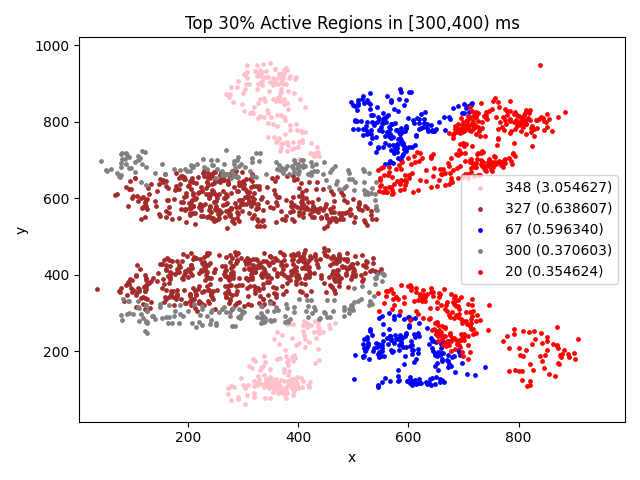 Top 30% Active Regions in [300,400) ms
1000
800
600
400
200
y
348 (3.054627)
327 (0.638607)
67 (0.596340)
300 (0.370603)
20 (0.354624)
200 400 600 800
x